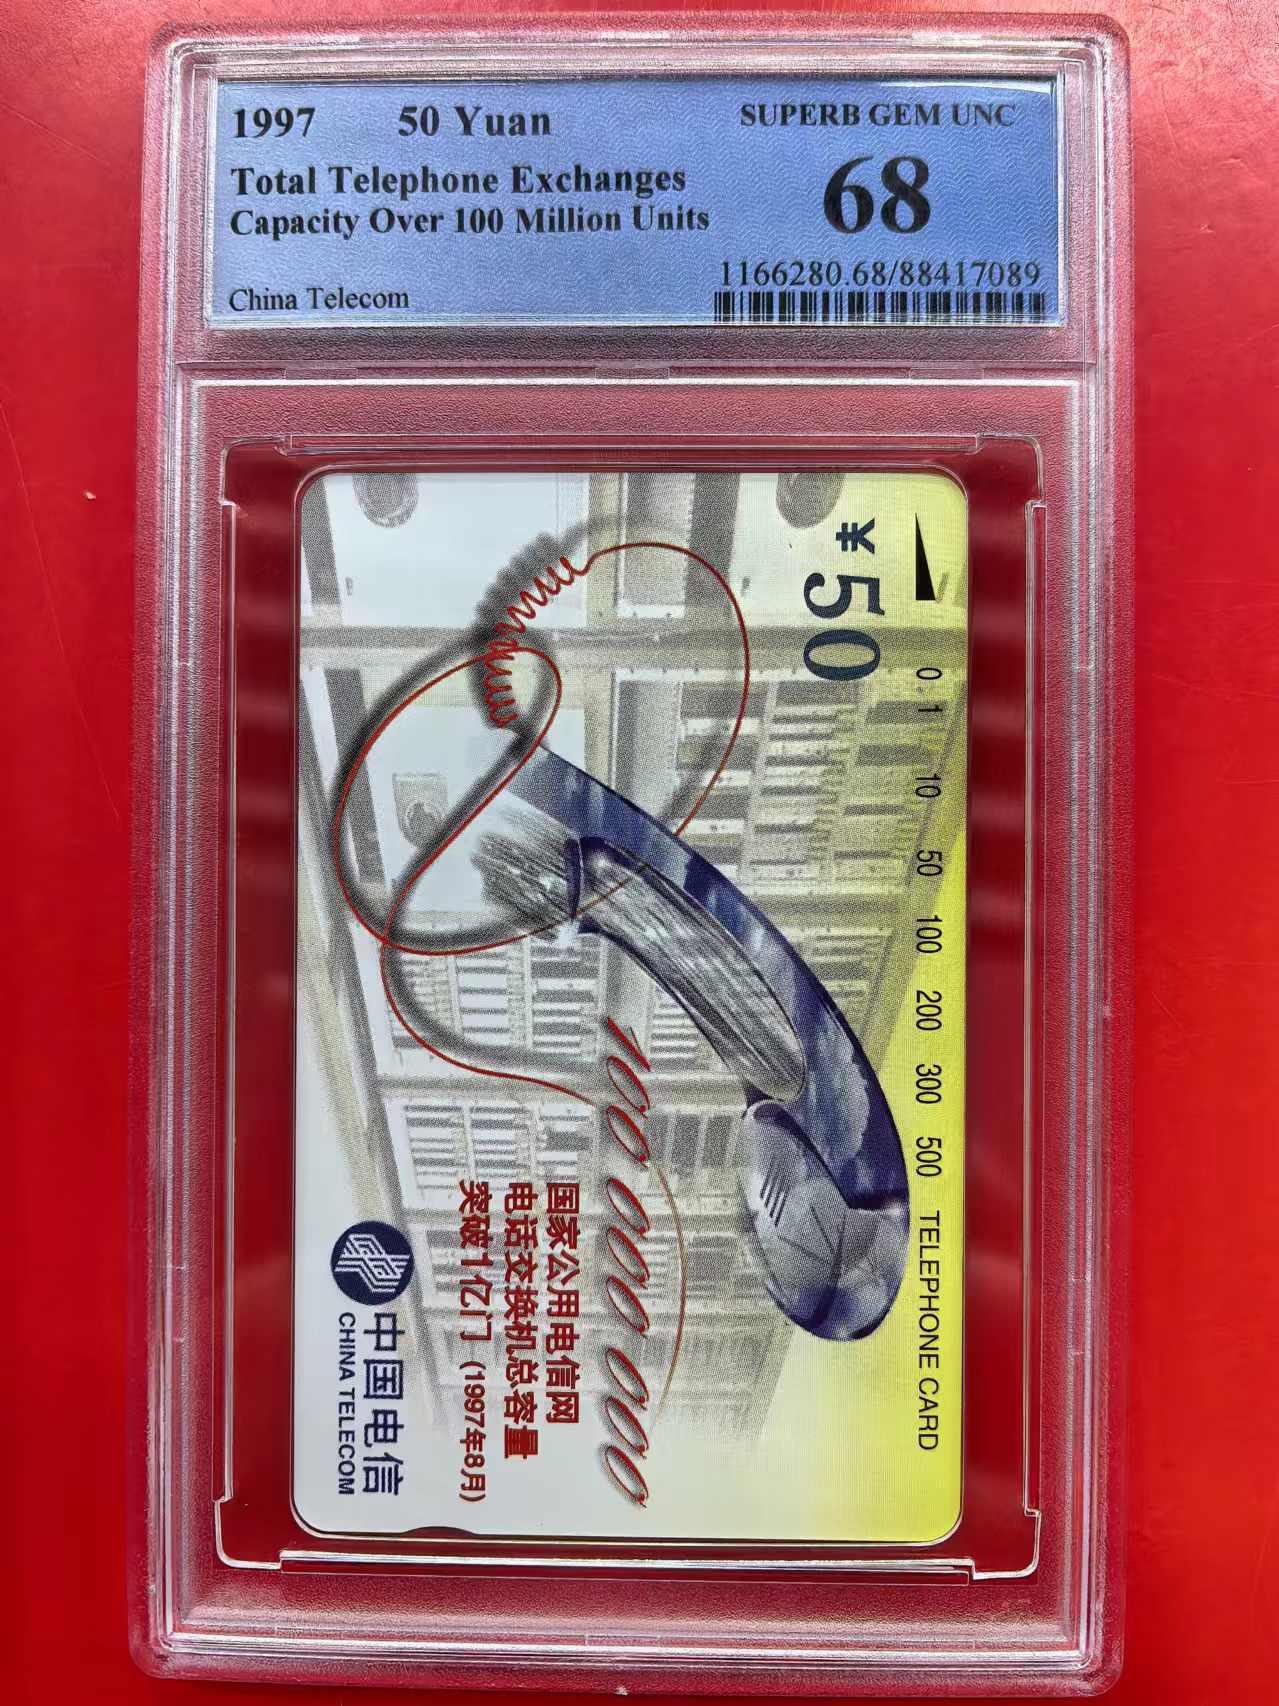 1997 50 Yuan
Total Telephone Exchanges
Capacity Over 100 Million Units
China Telecom
SUPERB GEM UNC
68
1166280.68/88417089
¥50
0 1 10 50 100 200 300 500 TELEPHONE CARD
100 000 000
国家公用电信网
电话交换机总容量
突破1亿门（1997年8月）
中国电信
CHINA TELECOM